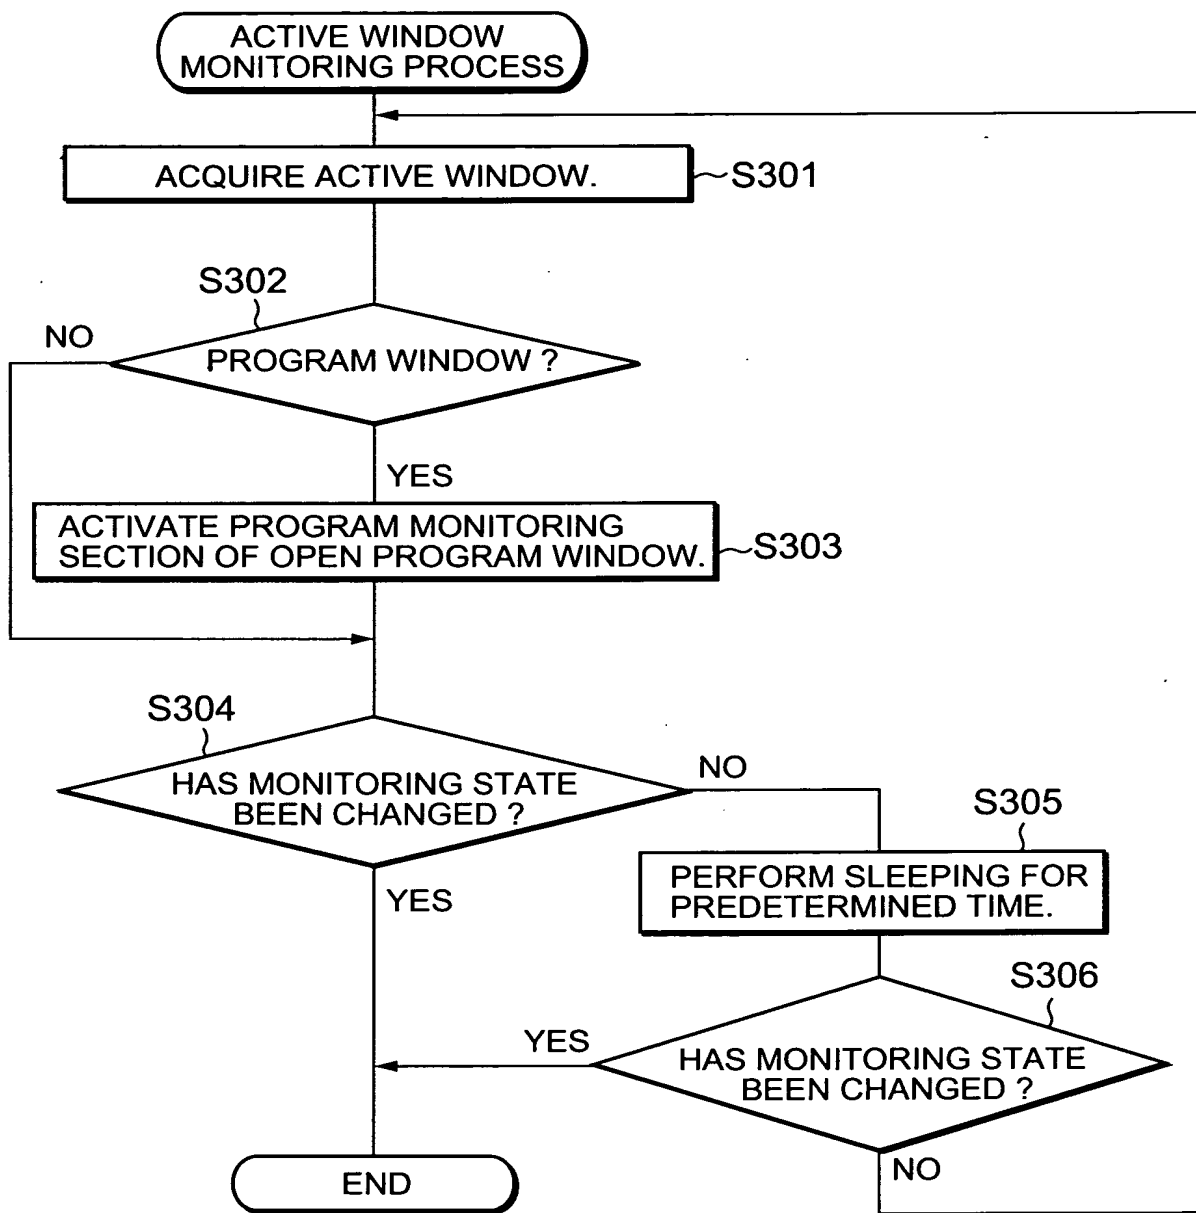 ACTIVE WINDOW
MONITORING PROCESS
ACQUIRE ACTIVE WINDOW.
S301
S302
NO
PROGRAM WINDOW ?
YES
ACTIVATE PROGRAM MONITORING
SECTION OF OPEN PROGRAM WINDOW.
S303
S304
HAS MONITORING STATE
BEEN CHANGED ?
NO
YES
S305
PERFORM SLEEPING FOR
PREDETERMINED TIME.
S306
YES
HAS MONITORING STATE
BEEN CHANGED ?
NO
END